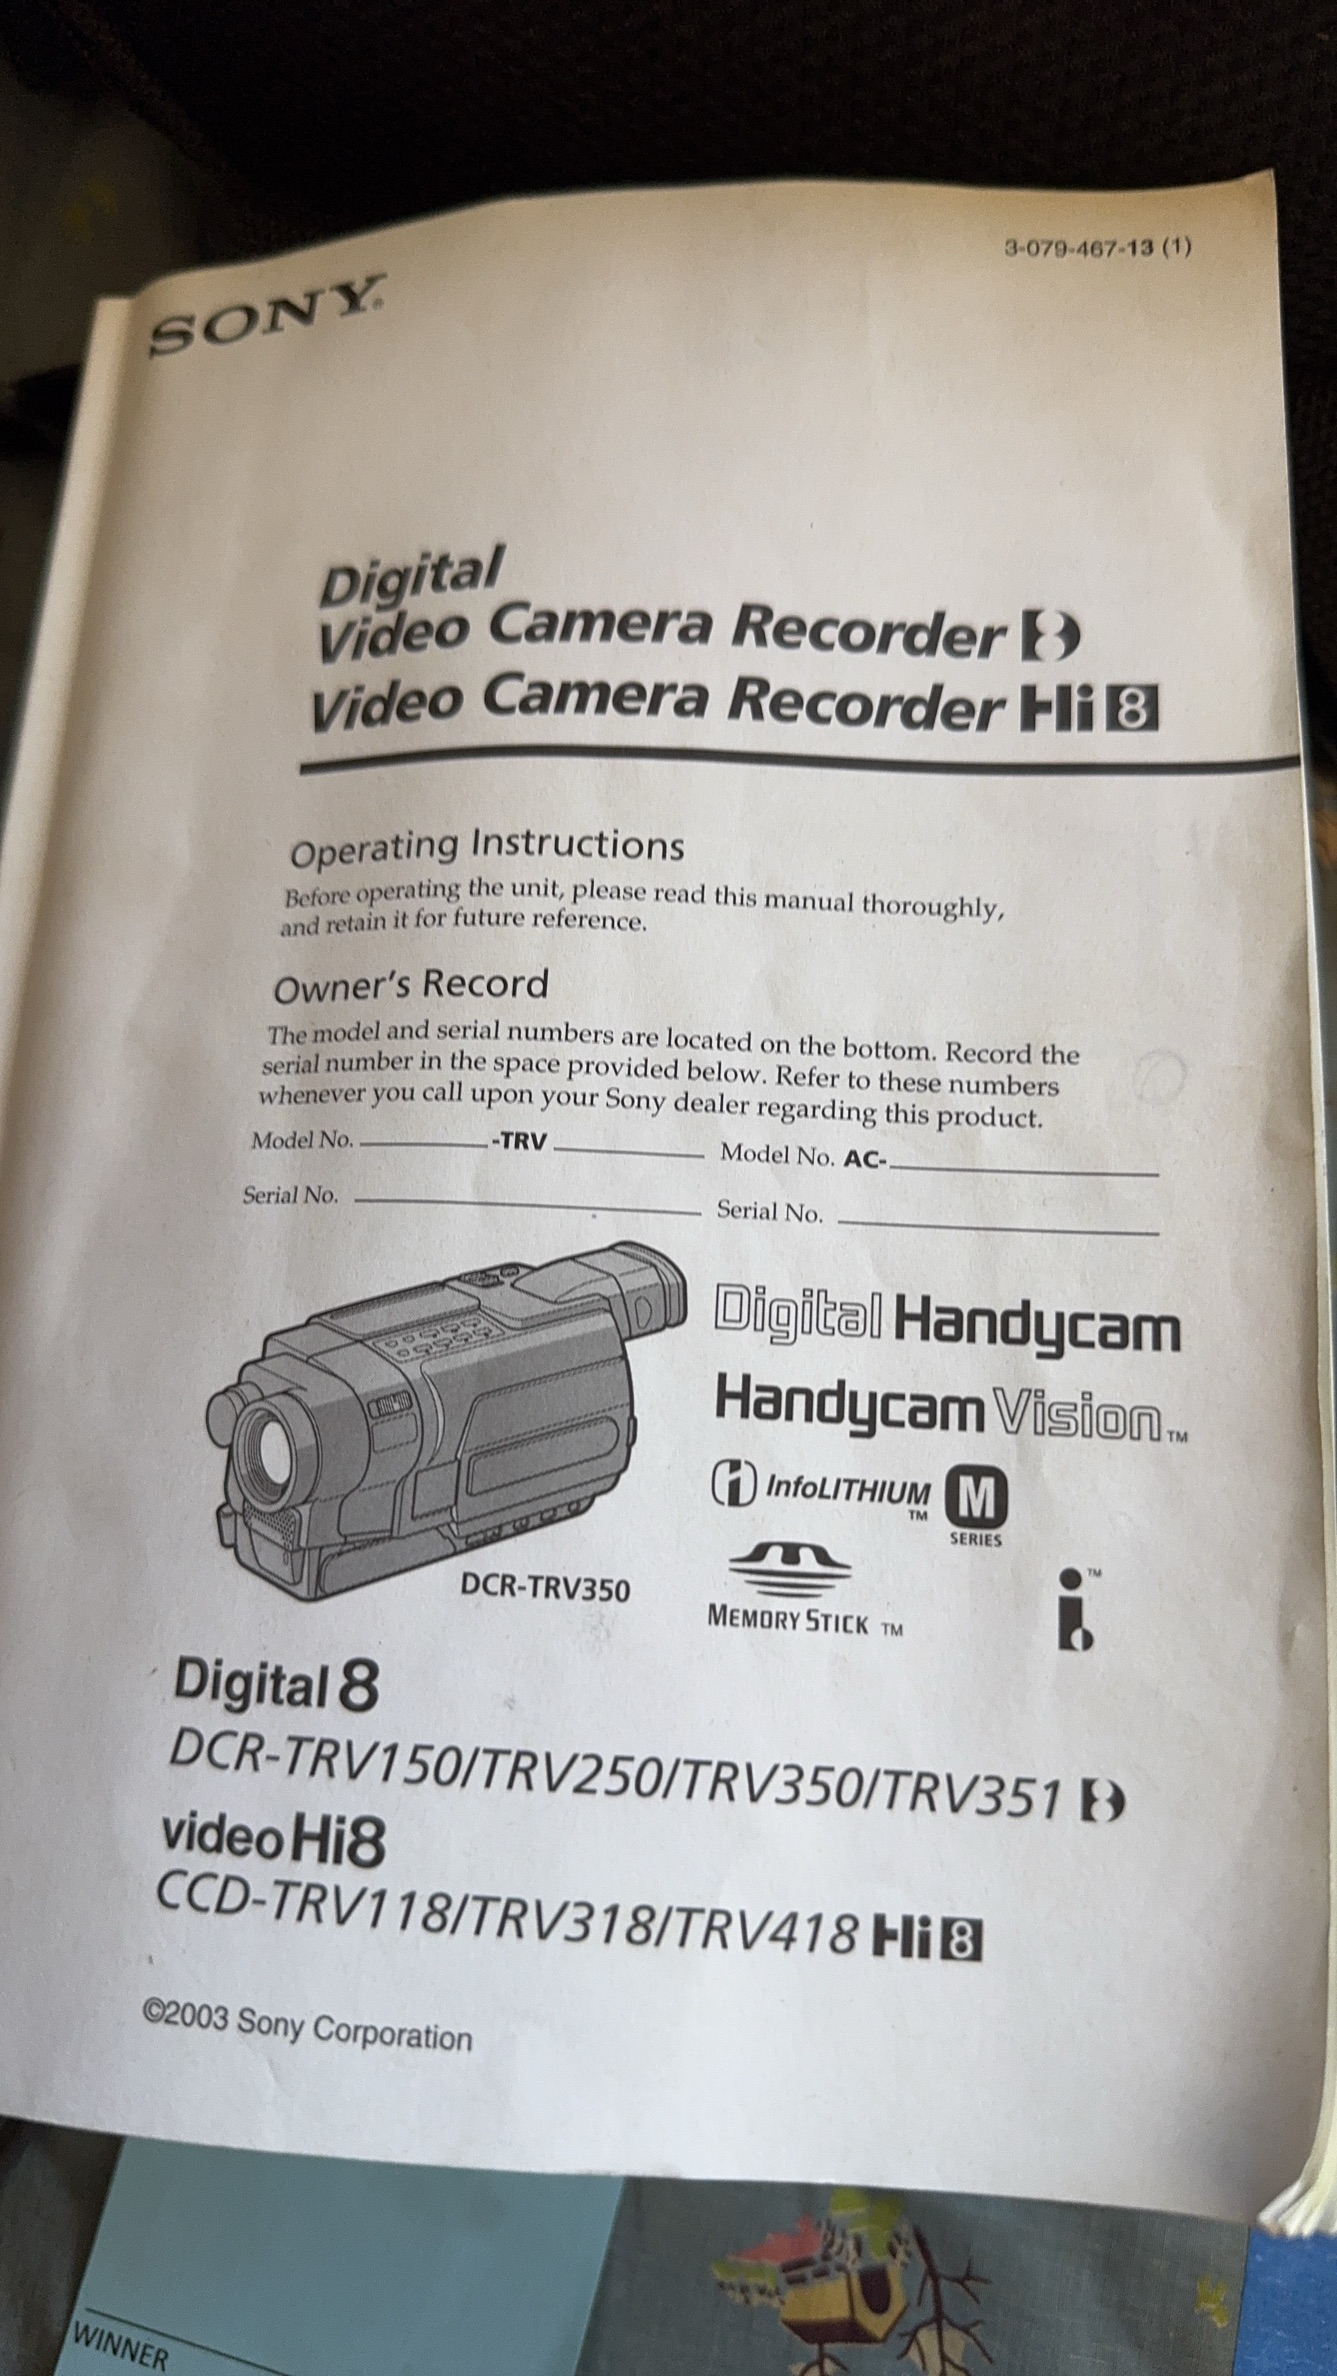 3-079-467-13 (1)
SONY®
Digital
Video Camera Recorder
Video Camera Recorder Hi8
Operating Instructions
Before operating the unit, please read this manual thoroughly,
and retain it for future reference.
Owner's Record
The model and serial numbers are located on the bottom. Record the
serial number in the space provided below. Refer to these numbers
whenever you call upon your Sony dealer regarding this product.
Model No. -TRV Model No. AC-
Serial No. Serial No.
Digital Handycam
Handycam Vision™
InfoLITHIUM™ M
SERIES
DCR-TRV350
MEMORY STICK™
i™
Digital8
DCR-TRV150/TRV250/TRV350/TRV351
video Hi8
CCD-TRV118/TRV318/TRV418 Hi8
©2003 Sony Corporation
WINNER